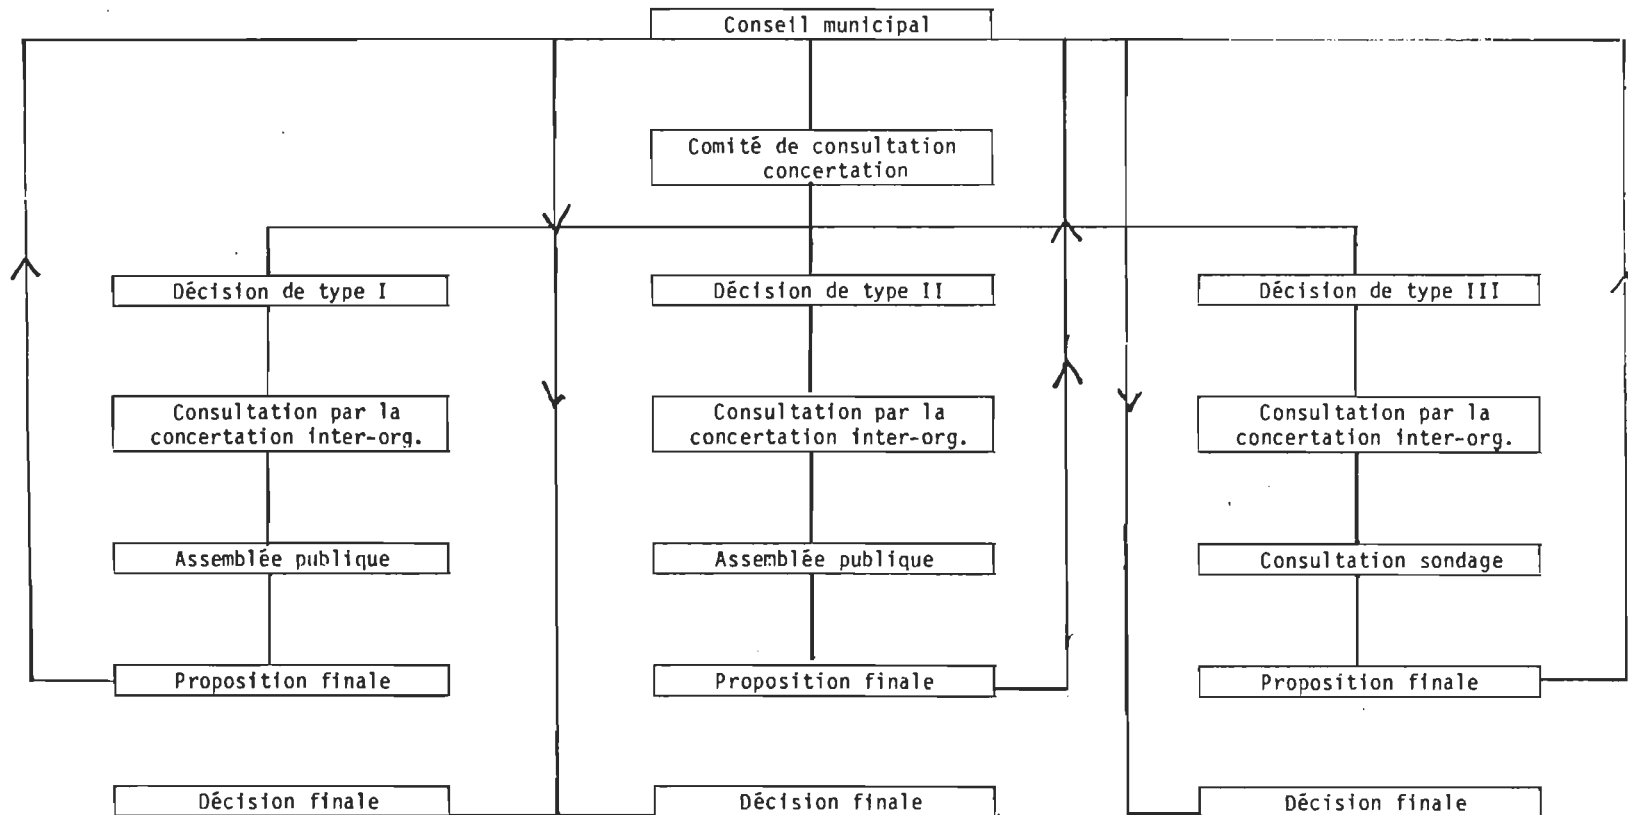 Conseil municipal
Comité de consultation
concertation
Décision de type I
Décision de type II
Décision de type III
Consultation par la
concertation inter-org.
Consultation par la
concertation inter-org.
Consultation par la
concertation inter-org.
Assemblée publique
Assemblée publique
Consultation sondage
Proposition finale
Proposition finale
Proposition finale
Décision finale
Décision finale
Décision finale